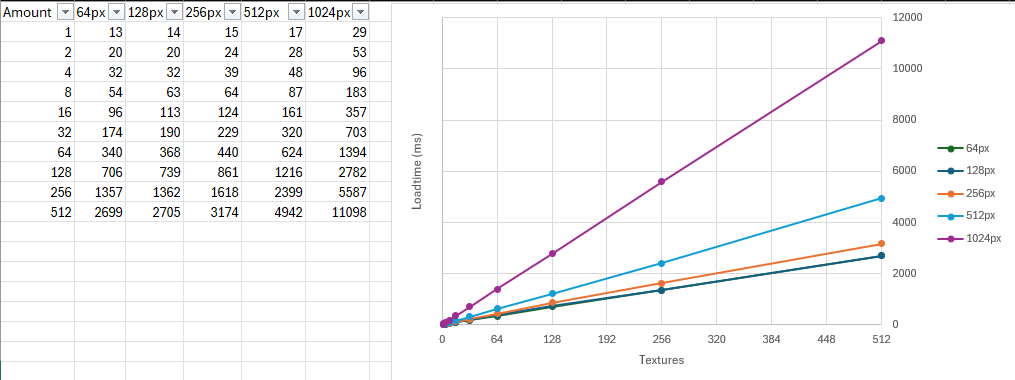 Amount 64px 128px 256px 512px 1024px
1 13 14 15 17 29
2 20 20 24 28 53
4 32 32 39 48 96
8 54 63 64 87 183
16 96 113 124 161 357
32 174 190 229 320 703
64 340 368 440 624 1394
128 706 739 861 1216 2782
256 1357 1362 1618 2399 5587
512 2699 2705 3174 4942 11098
12000
10000
8000
6000
4000
2000
0
Loadtime (ms)
0 64 128 192 256 320 384 448 512
Textures
64px
128px
256px
512px
1024px